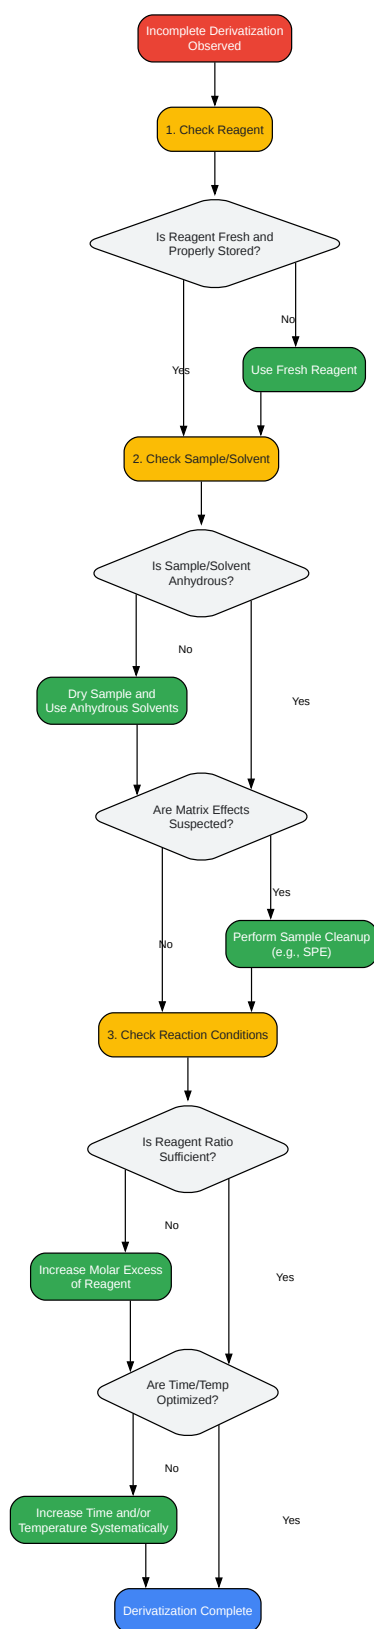 Incomplete Derivatization
Observed
1. Check Reagent
Is Reagent Fresh and
Properly Stored?
No
Yes
Use Fresh Reagent
2. Check Sample/Solvent
Is Sample/Solvent
Anhydrous?
No
Dry Sample and
Use Anhydrous Solvents
Yes
Are Matrix Effects
Suspected?
Yes
No
Perform Sample Cleanup
(e.g., SPE)
3. Check Reaction Conditions
Is Reagent Ratio
Sufficient?
No
Increase Molar Excess
of Reagent
Yes
Are Time/Temp
Optimized?
No
Increase Time and/or
Temperature Systematically
Yes
Derivatization Complete